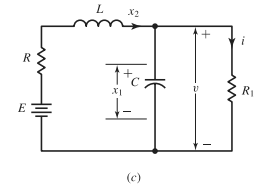 L
x₂
+
i
R
+
C
x₁
v
R₁
E
−
−
(c)